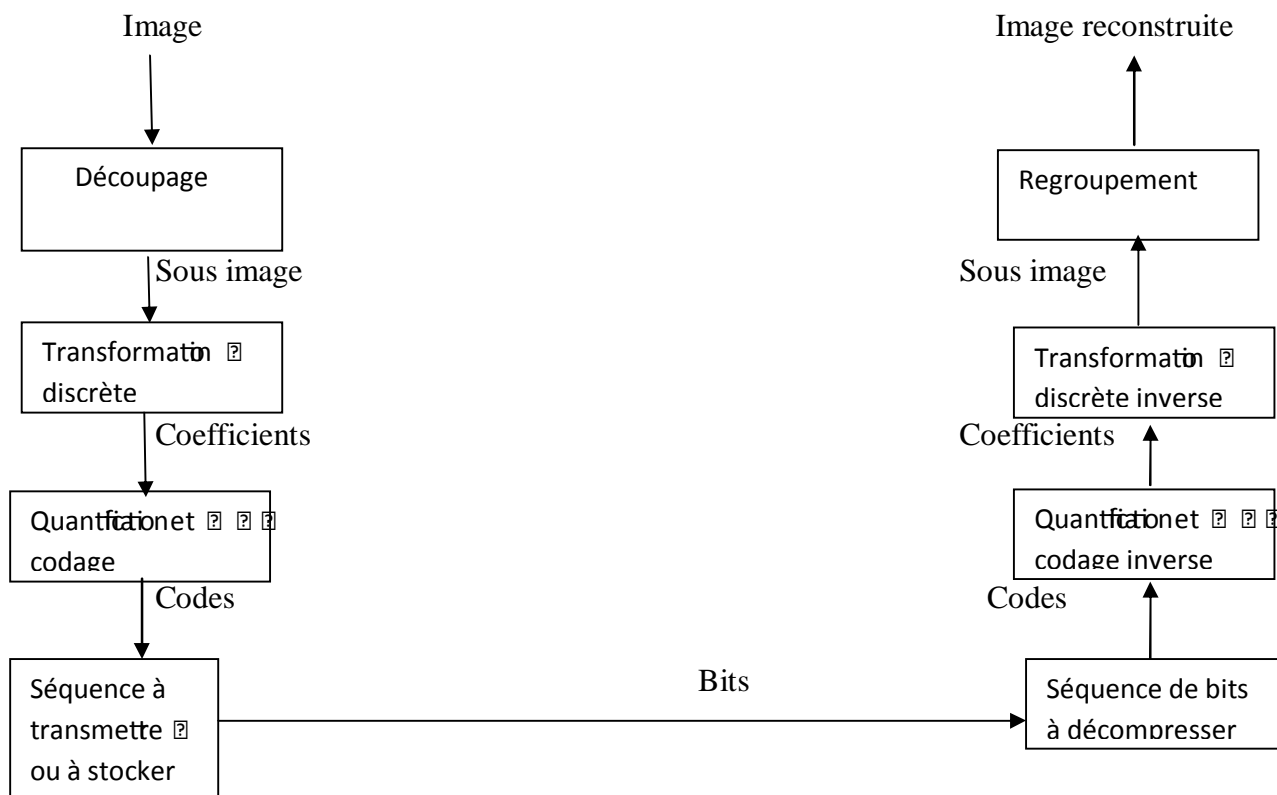 Image
Découpage
Sous image
Transformation
discrète
Coefficients
Quantification et
codage
Codes
Séquence à
transmettre
ou à stocker
Bits
Image reconstruite
Regroupement
Sous image
Transformation
discrète inverse
Coefficients
Quantification et
codage inverse
Codes
Séquence de bits
à décompresser